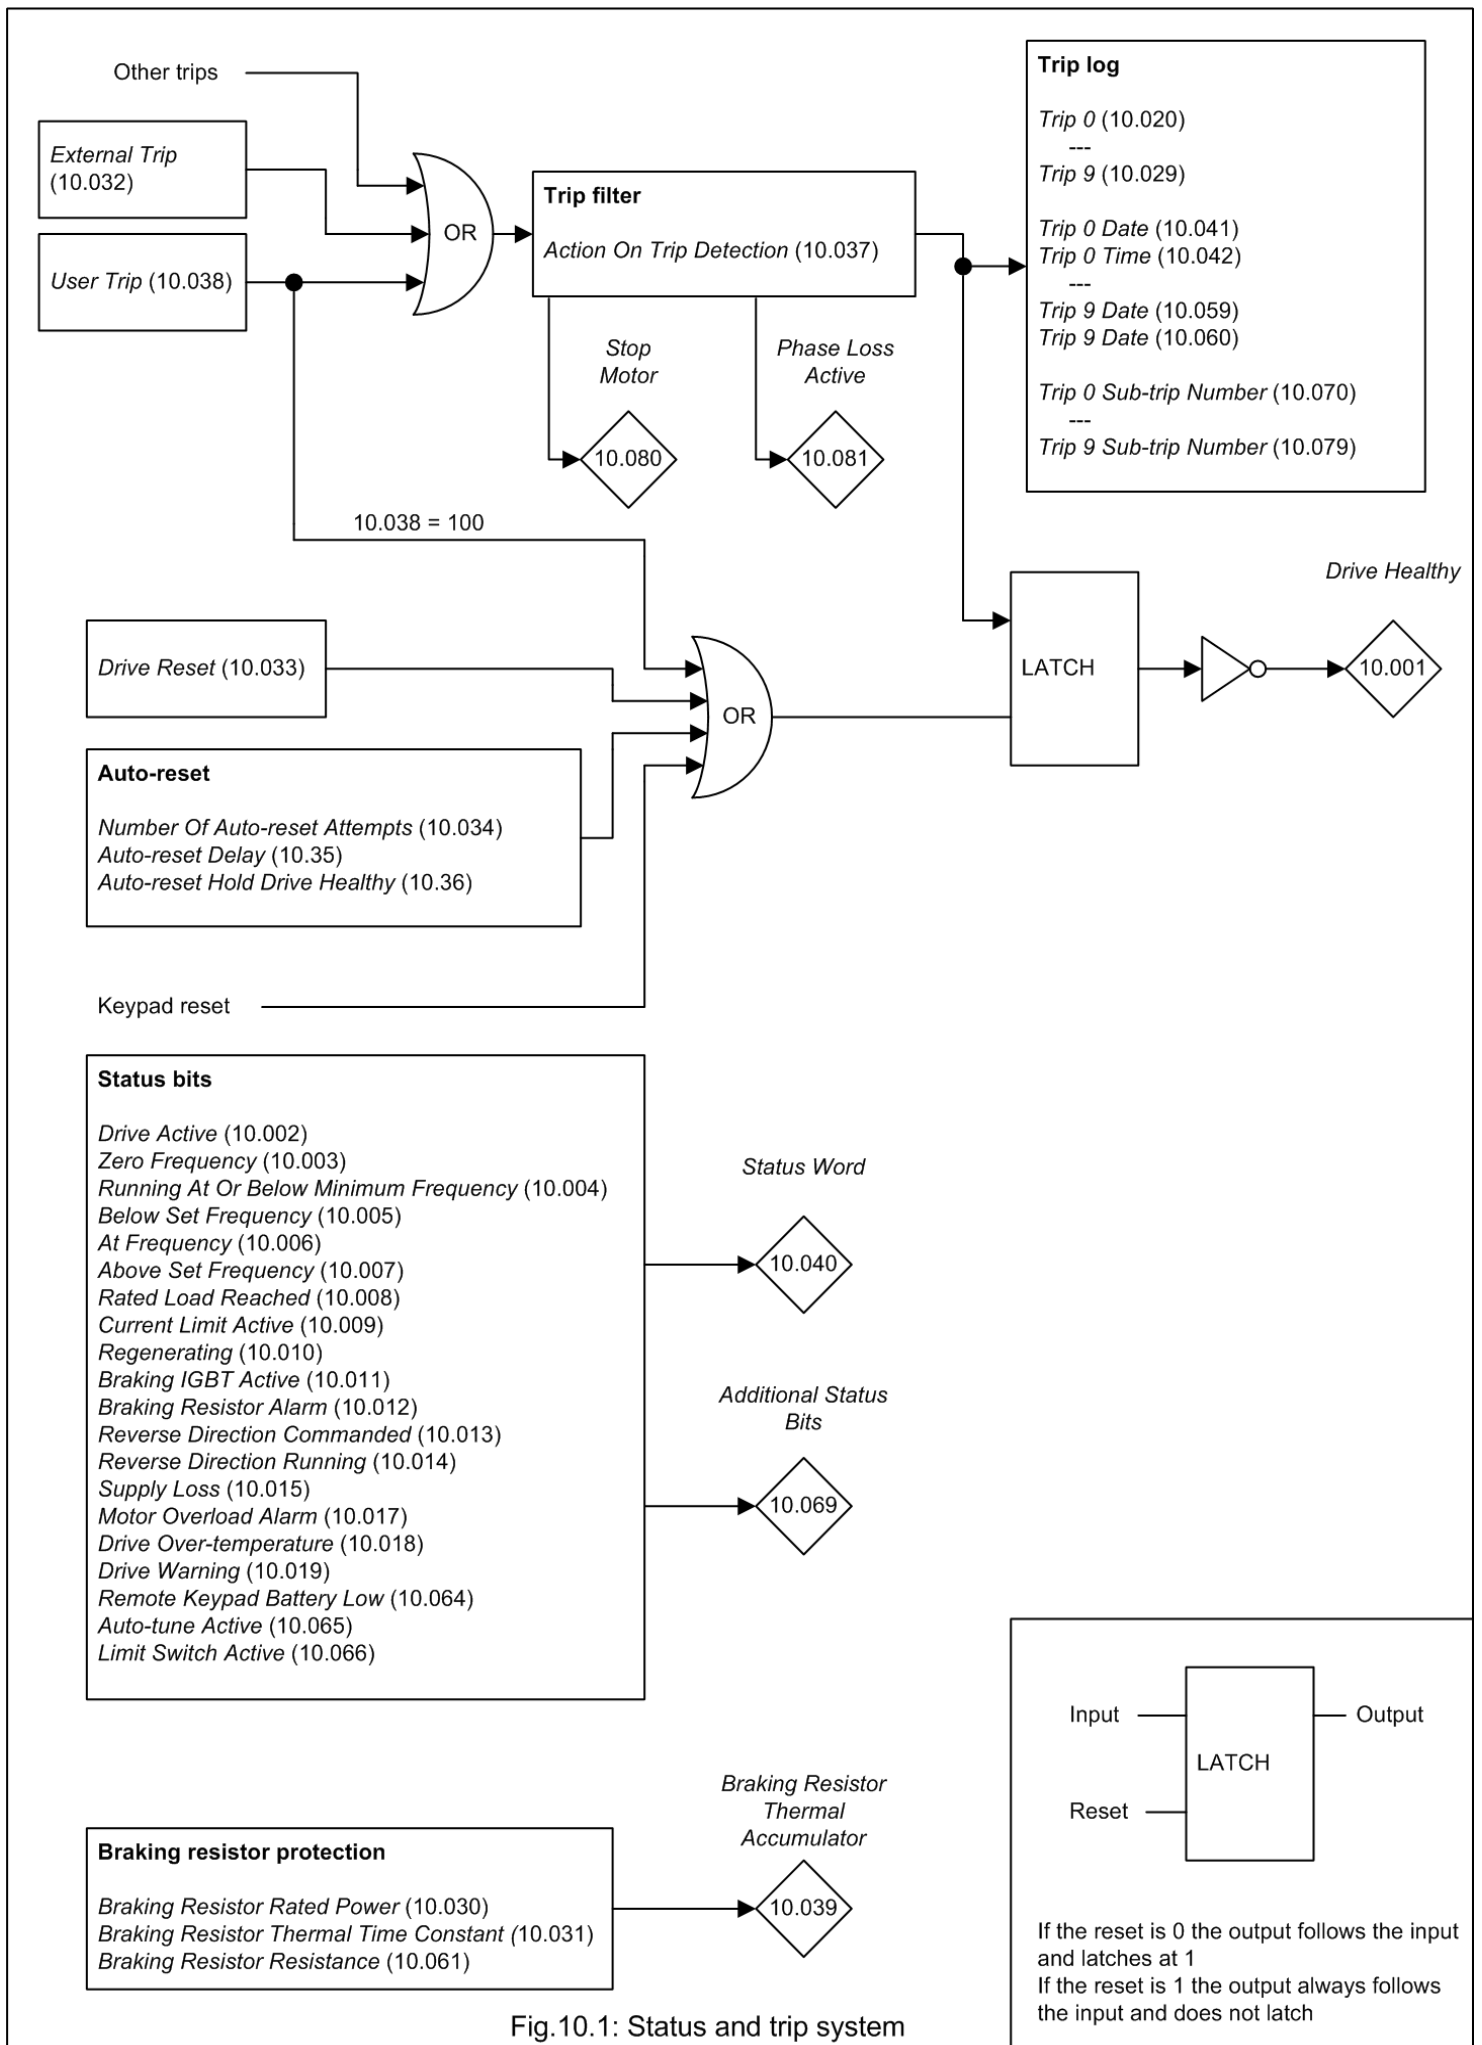 Other trips
External Trip
(10.032)
User Trip (10.038)
OR
Trip filter
Action On Trip Detection (10.037)
Stop
Motor
10.080
Phase Loss
Active
10.081
Trip log
Trip 0 (10.020)
---
Trip 9 (10.029)
Trip 0 Date (10.041)
Trip 0 Time (10.042)
---
Trip 9 Date (10.059)
Trip 9 Date (10.060)
Trip 0 Sub-trip Number (10.070)
---
Trip 9 Sub-trip Number (10.079)
10.038 = 100
Drive Reset (10.033)
Auto-reset
Number Of Auto-reset Attempts (10.034)
Auto-reset Delay (10.35)
Auto-reset Hold Drive Healthy (10.36)
Keypad reset
OR
LATCH
Drive Healthy
10.001
Status bits
Drive Active (10.002)
Zero Frequency (10.003)
Running At Or Below Minimum Frequency (10.004)
Below Set Frequency (10.005)
At Frequency (10.006)
Above Set Frequency (10.007)
Rated Load Reached (10.008)
Current Limit Active (10.009)
Regenerating (10.010)
Braking IGBT Active (10.011)
Braking Resistor Alarm (10.012)
Reverse Direction Commanded (10.013)
Reverse Direction Running (10.014)
Supply Loss (10.015)
Motor Overload Alarm (10.017)
Drive Over-temperature (10.018)
Drive Warning (10.019)
Remote Keypad Battery Low (10.064)
Auto-tune Active (10.065)
Limit Switch Active (10.066)
Status Word
10.040
Additional Status
Bits
10.069
Braking resistor protection
Braking Resistor Rated Power (10.030)
Braking Resistor Thermal Time Constant (10.031)
Braking Resistor Resistance (10.061)
Braking Resistor
Thermal
Accumulator
10.039
Input
Reset
LATCH
Output
If the reset is 0 the output follows the input
and latches at 1
If the reset is 1 the output always follows
the input and does not latch
Fig.10.1: Status and trip system